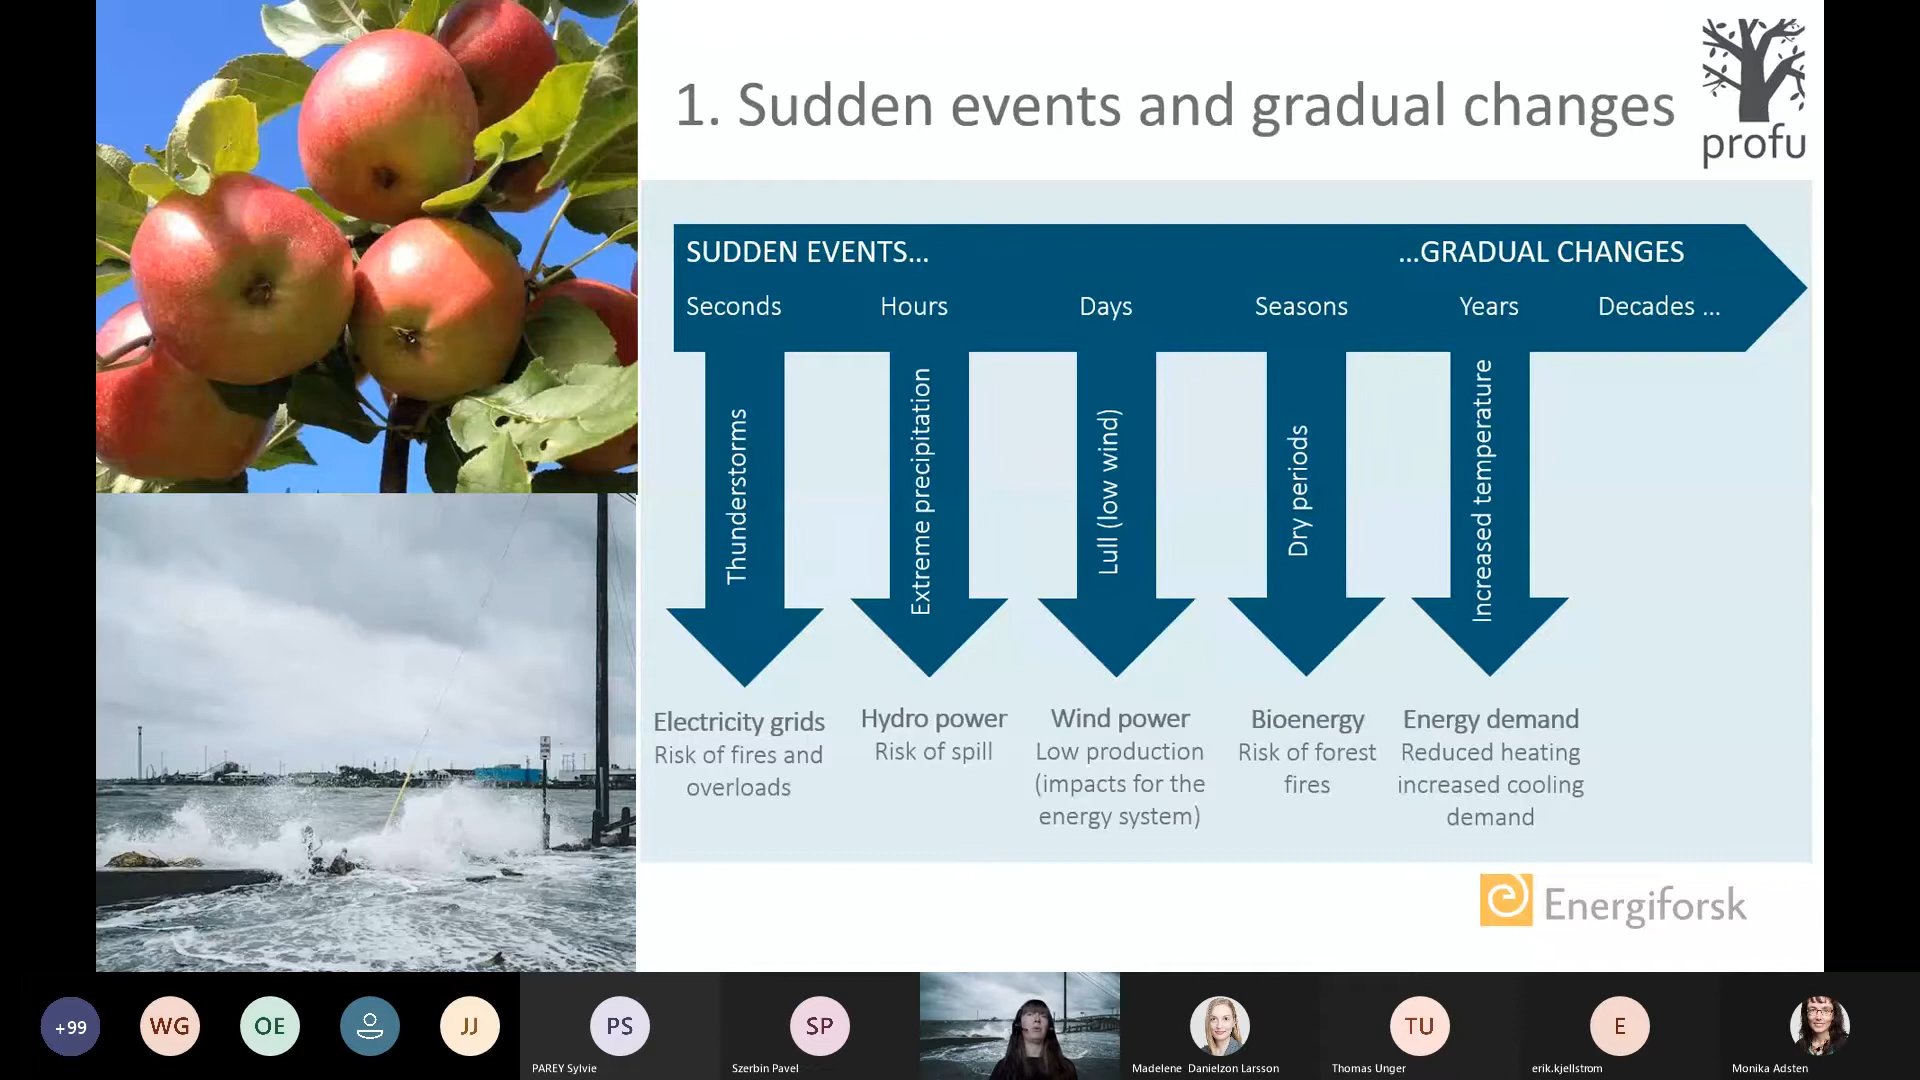 1. Sudden events and gradual changes
profu
SUDDEN EVENTS...
...GRADUAL CHANGES
Seconds
Hours
Days
Seasons
Years
Decades ...
Thunderstorms
Extreme precipitation
Lull (low wind)
Dry periods
Increased temperature
Electricity grids
Risk of fires and
overloads
Hydro power
Risk of spill
Wind power
Low production
(impacts for the
energy system)
Bioenergy
Risk of forest
fires
Energy demand
Reduced heating
increased cooling
demand
Energiforsk
+99
WG
OE
JJ
PS
PAREY Sylvie
SP
Szerbin Pavel
Madelene Danielzon Larsson
TU
Thomas Unger
E
erik.kjellstrom
Monika Adsten